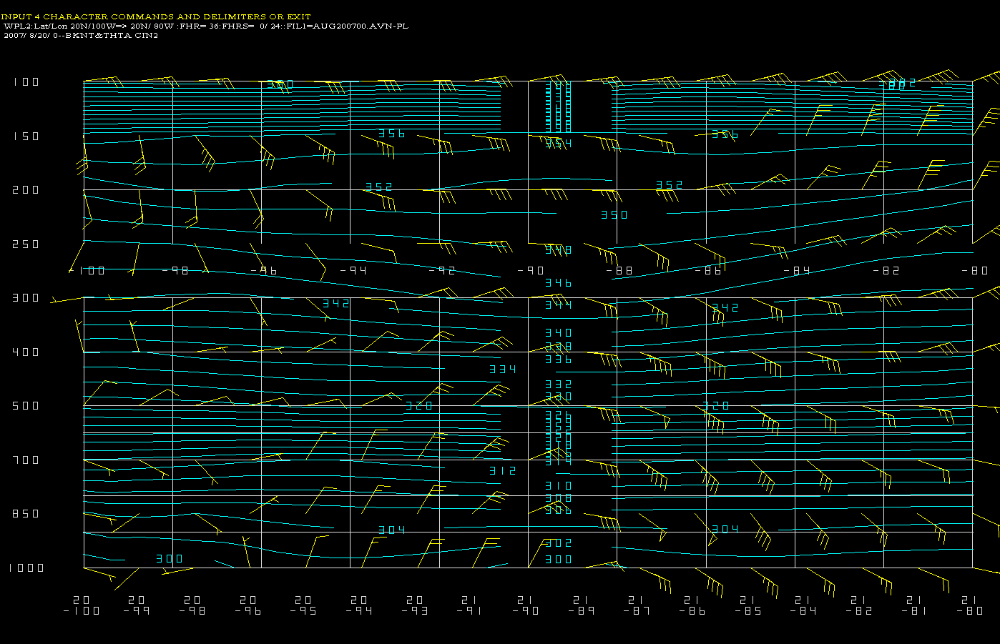 INPUT 4 CHARACTER COMMANDS AND DELIMITERS OR EXIT
WPL2:Lat/Lon 20N/100W=> 20N/ 80W :FHR= 36:FHRS=  0/ 24::FIL1=AUG200700.AVN-PL
2007/ 8/20/ 0--BKNT&THTA CIN2
100
150
356 354 356
200 352 352
350
250 348
-100 -98 -96 -94 -92 -90 -88 -86 -84 -82 -80
346
300 342 342
340
400
336
334
332
330
500 320 320
700
312
310
308
850
304 304
302
300 300
1000
20 20 20 20 20 20 20 21 21 21 21 21 21 21 21 21 21
-100 -99 -98 -96 -95 -94 -93 -91 -90 -89 -87 -86 -85 -84 -82 -81 -80